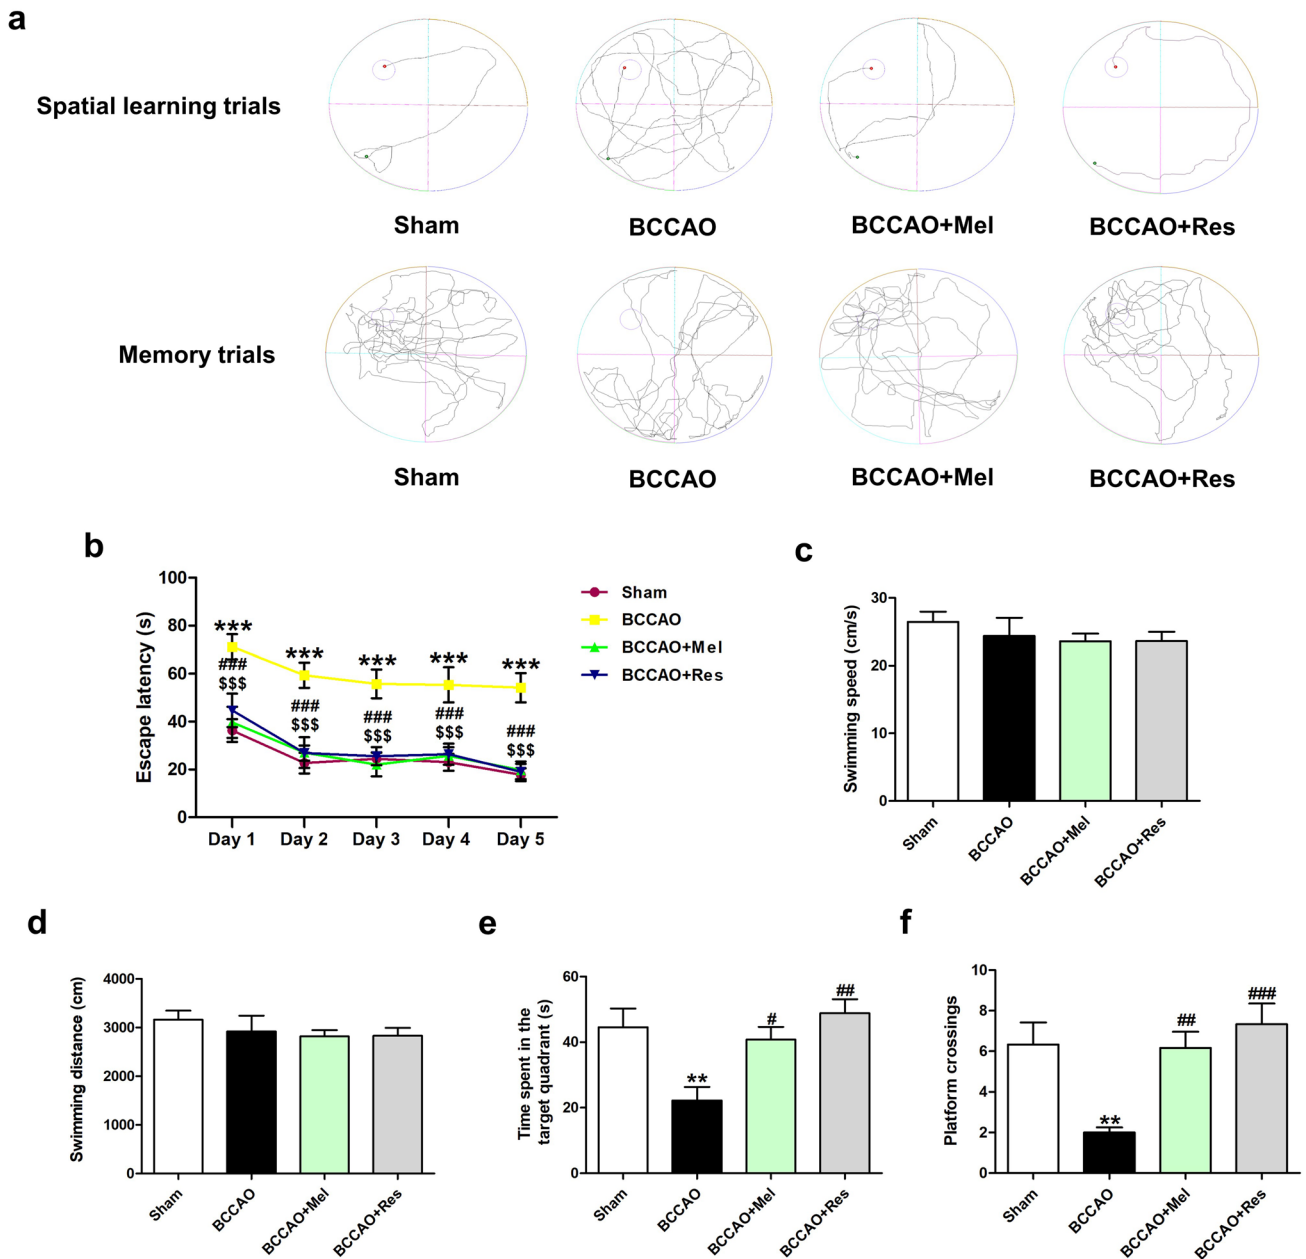 a
Spatial learning trials
Sham
BCCAO
BCCAO+Mel
BCCAO+Res
Memory trials
Sham
BCCAO
BCCAO+Mel
BCCAO+Res
b
Escape latency (s)
100
80
60
40
20
0
***
***
***
***
***
###
$$$
###
$$$
###
$$$
###
$$$
###
$$$
Day 1
Day 2
Day 3
Day 4
Day 5
Sham
BCCAO
BCCAO+Mel
BCCAO+Res
c
Swimming speed (cm/s)
30
20
10
0
Sham
BCCAO
BCCAO+Mel
BCCAO+Res
d
Swimming distance (cm)
4000
3000
2000
1000
0
Sham
BCCAO
BCCAO+Mel
BCCAO+Res
e
Time spent in the
target quadrant (s)
60
40
20
0
**
#
##
Sham
BCCAO
BCCAO+Mel
BCCAO+Res
f
Platform crossings
10
8
6
4
2
0
**
##
###
Sham
BCCAO
BCCAO+Mel
BCCAO+Res